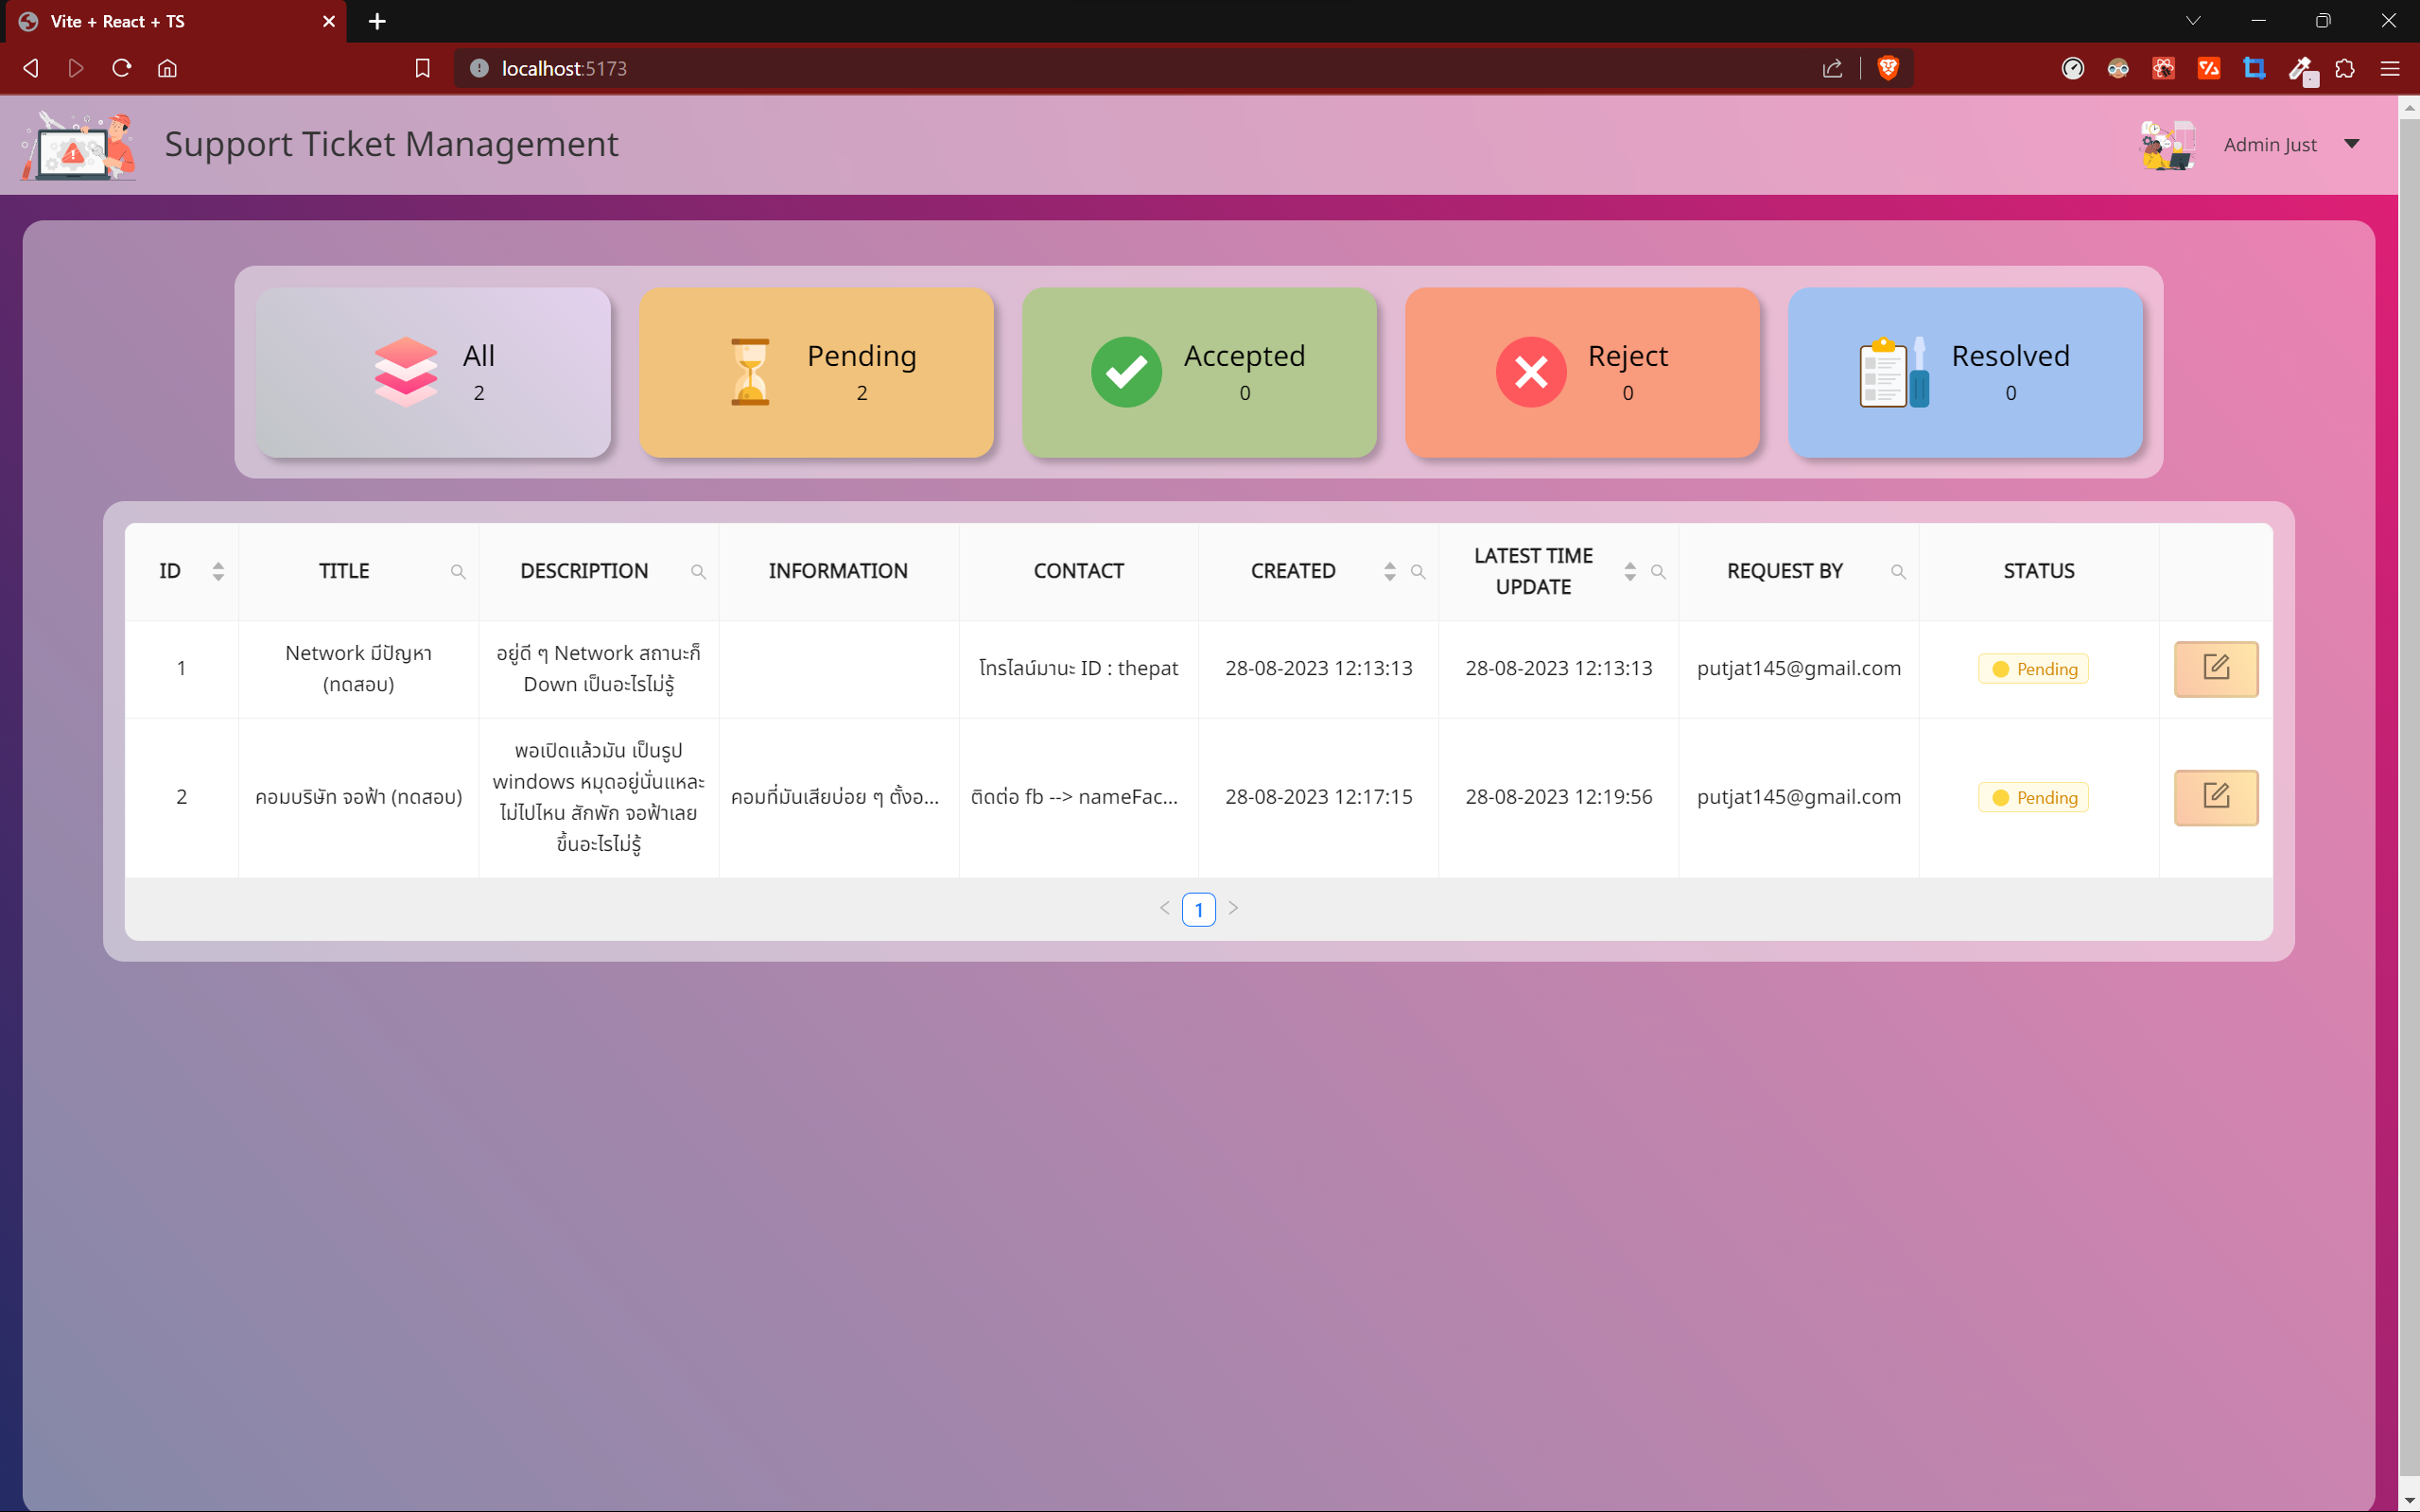 Vite + React + TS
localhost:5173
Support Ticket Management
Admin Just
All
2
Pending
2
Accepted
0
Reject
0
Resolved
0
ID
TITLE
DESCRIPTION
INFORMATION
CONTACT
CREATED
LATEST TIME
UPDATE
REQUEST BY
STATUS
1
Network มีปัญหา
(ทดสอบ)
อยู่ดี ๆ Network สถานะก็
Down เป็นอะไรไม่รู้
โทรไลน์มานะ ID : thepat
28-08-2023 12:13:13
28-08-2023 12:13:13
putjat145@gmail.com
Pending
2
คอมบริษัท จอฟ้า (ทดสอบ)
พอเปิดแล้วมัน เป็นรูป
windows หมุดอยู่นั่นแหละ
ไม่ไปไหน สักพัก จอฟ้าเลย
ขึ้นอะไรไม่รู้
คอมที่มันเสียบ่อย ๆ ตั้งอ...
ติดต่อ fb --> nameFac...
28-08-2023 12:17:15
28-08-2023 12:19:56
putjat145@gmail.com
Pending
1